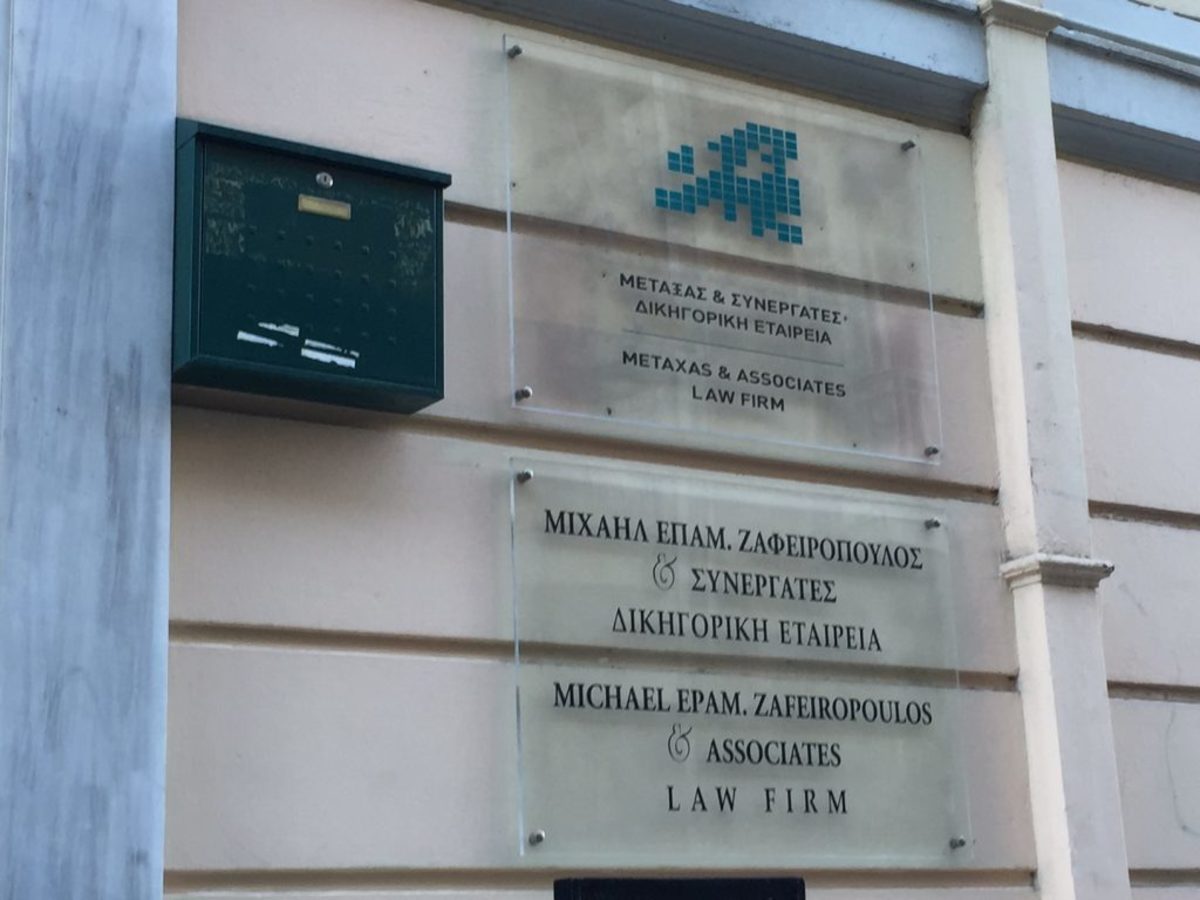 ΜΕΤΑΞΑΣ & ΣΥΝΕΡΓΑΤΕΣ
ΔΙΚΗΓΟΡΙΚΗ ΕΤΑΙΡΕΙΑ
METAXAS & ASSOCIATES
LAW FIRM
ΜΙΧΑΗΛ ΕΠΑΜ. ΖΑΦΕΙΡΟΠΟΥΛΟΣ
& ΣΥΝΕΡΓΑΤΕΣ
ΔΙΚΗΓΟΡΙΚΗ ΕΤΑΙΡΕΙΑ
MICHAEL EPAM. ZAFEIROPOULOS
& ASSOCIATES
LAW FIRM